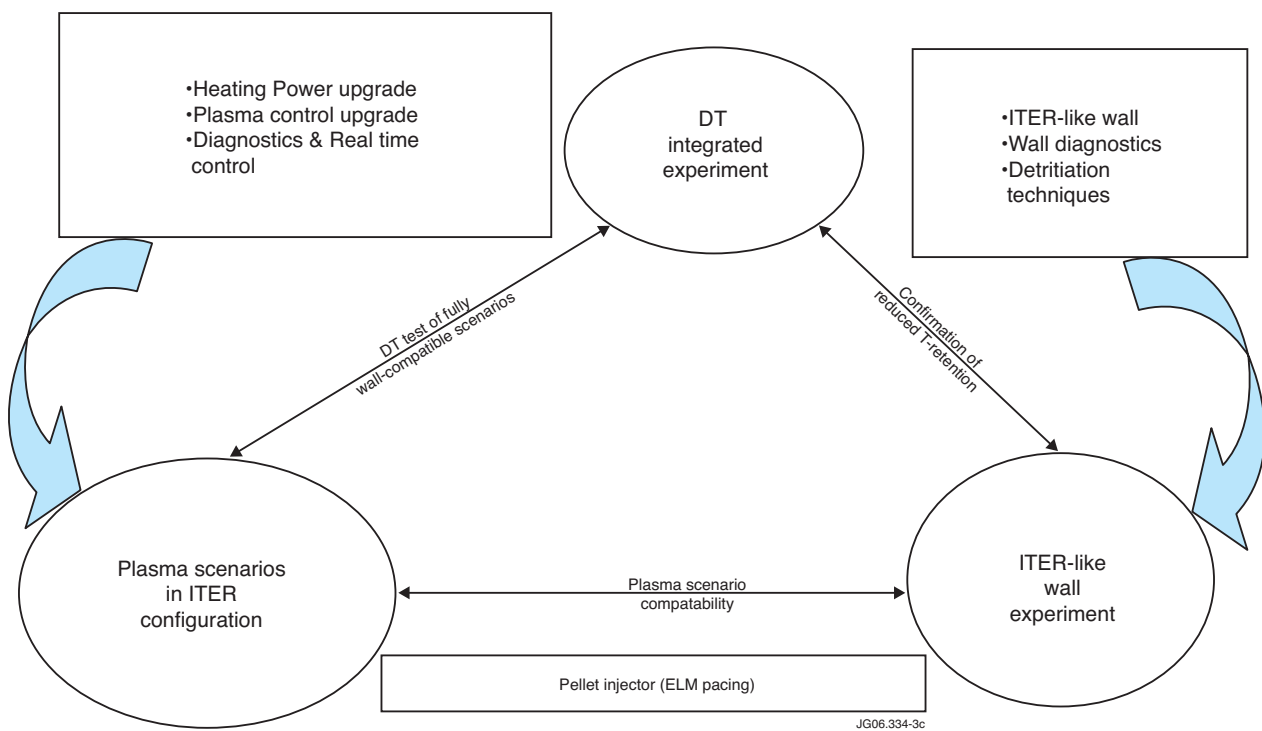 •Heating Power upgrade
•Plasma control upgrade
•Diagnostics & Real time
control
DT
integrated
experiment
•ITER-like wall
•Wall diagnostics
•Detritiation
techniques
DT test of fully
wall-compatible scenarios
Confirmation of
reduced T-retention
Plasma scenarios
in ITER
configuration
Plasma scenario
compatability
ITER-like
wall
experiment
Pellet injector (ELM pacing)
JG06.334-3c